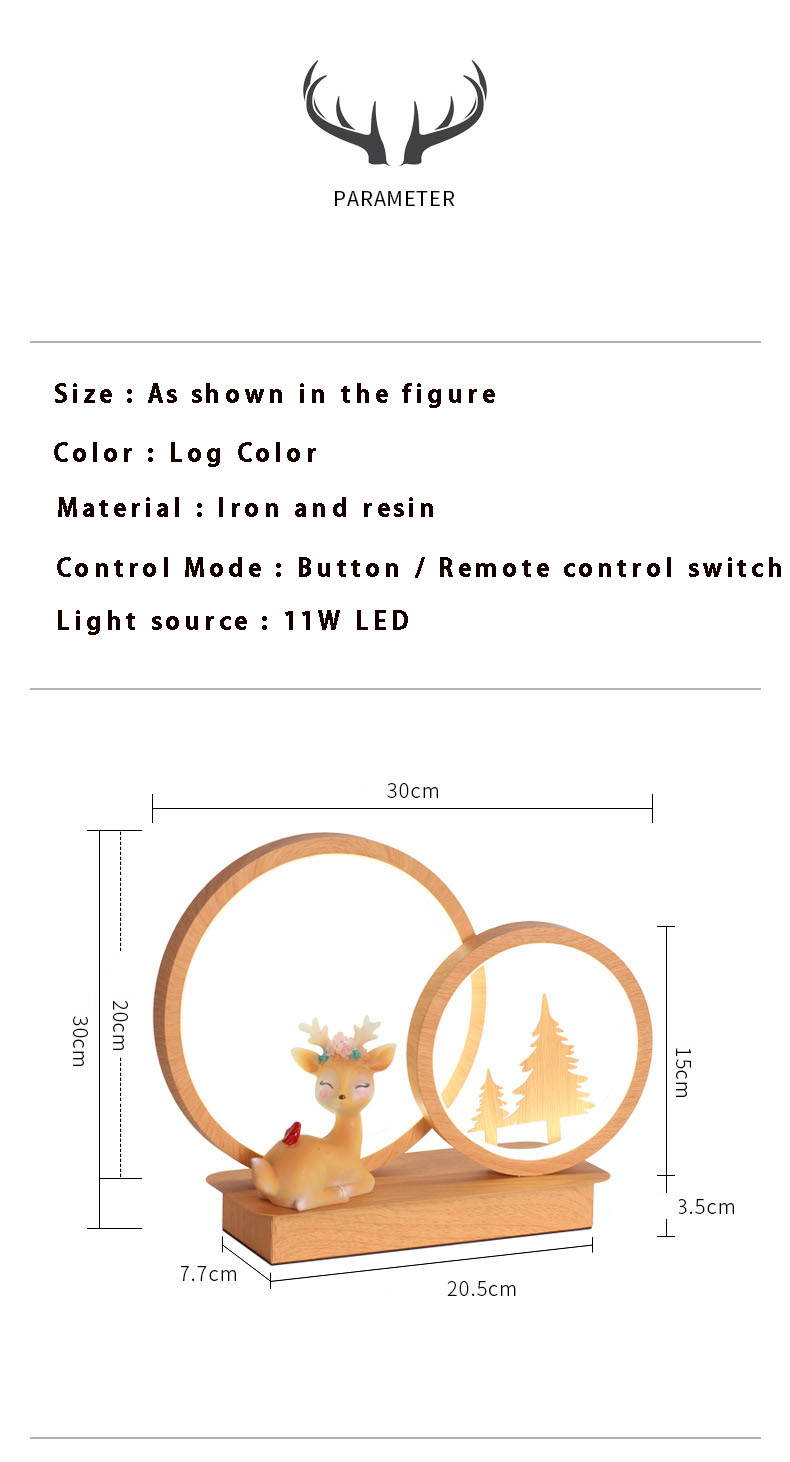 PARAMETER
Size : As shown in the figure
Color : Log Color
Material : Iron and resin
Control Mode : Button / Remote control switch
Light source : 11W LED
30cm
30cm
20cm
15cm
3.5cm
7.7cm
20.5cm